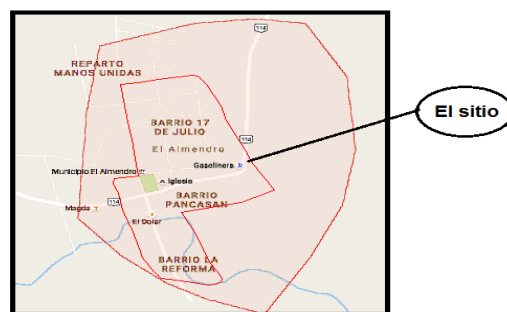 114
REPARTO
MANOS UNIDAS
BARRIO 17
DE JULIO
El Almendro
114
Gasolinera
Municipio El Almendro
Iglesia
Magda
114
BARRIO
PANCASAN
El Dolar
BARRIO LA
REFORMA
El sitio